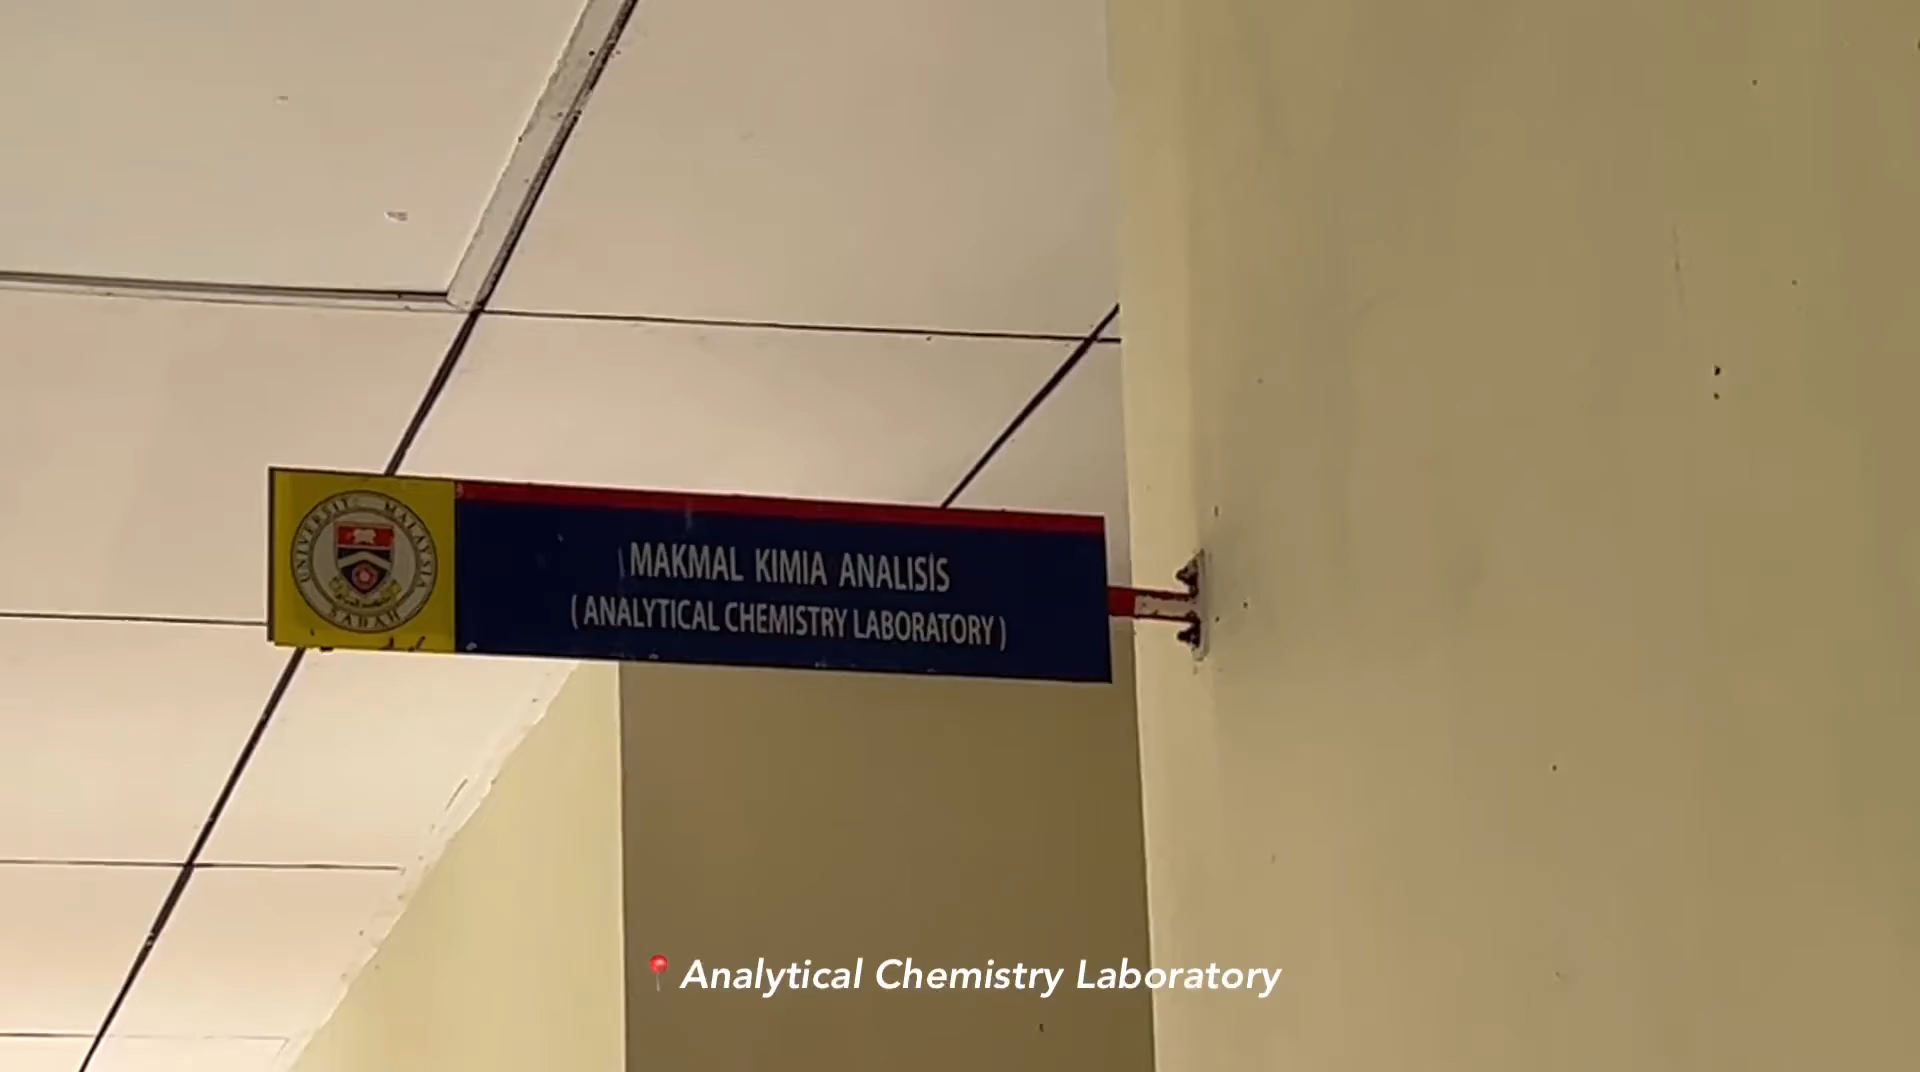 UNIVERSITI MALAYSIA
SABAH
MAKMAL KIMIA ANALISIS
( ANALYTICAL CHEMISTRY LABORATORY )
Analytical Chemistry Laboratory